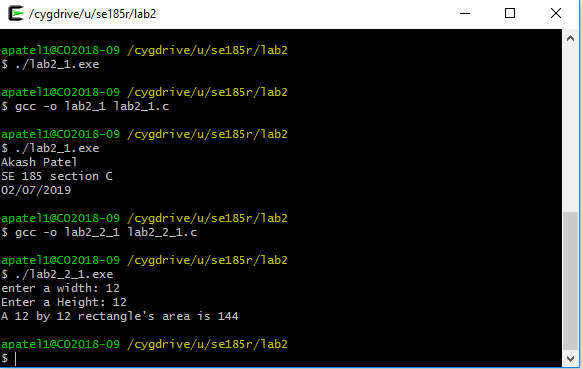 /cygdrive/u/se185r/lab2
apatel1@CO2018-09 /cygdrive/u/se185r/lab2
$ ./lab2_1.exe
apatel1@CO2018-09 /cygdrive/u/se185r/lab2
$ gcc -o lab2_1 lab2_1.c
apatel1@CO2018-09 /cygdrive/u/se185r/lab2
$ ./lab2_1.exe
Akash Patel
SE 185 section C
02/07/2019
apatel1@CO2018-09 /cygdrive/u/se185r/lab2
$ gcc -o lab2_2_1 lab2_2_1.c
apatel1@CO2018-09 /cygdrive/u/se185r/lab2
$ ./lab2_2_1.exe
enter a width: 12
Enter a Height: 12
A 12 by 12 rectangle's area is 144
apatel1@CO2018-09 /cygdrive/u/se185r/lab2
$